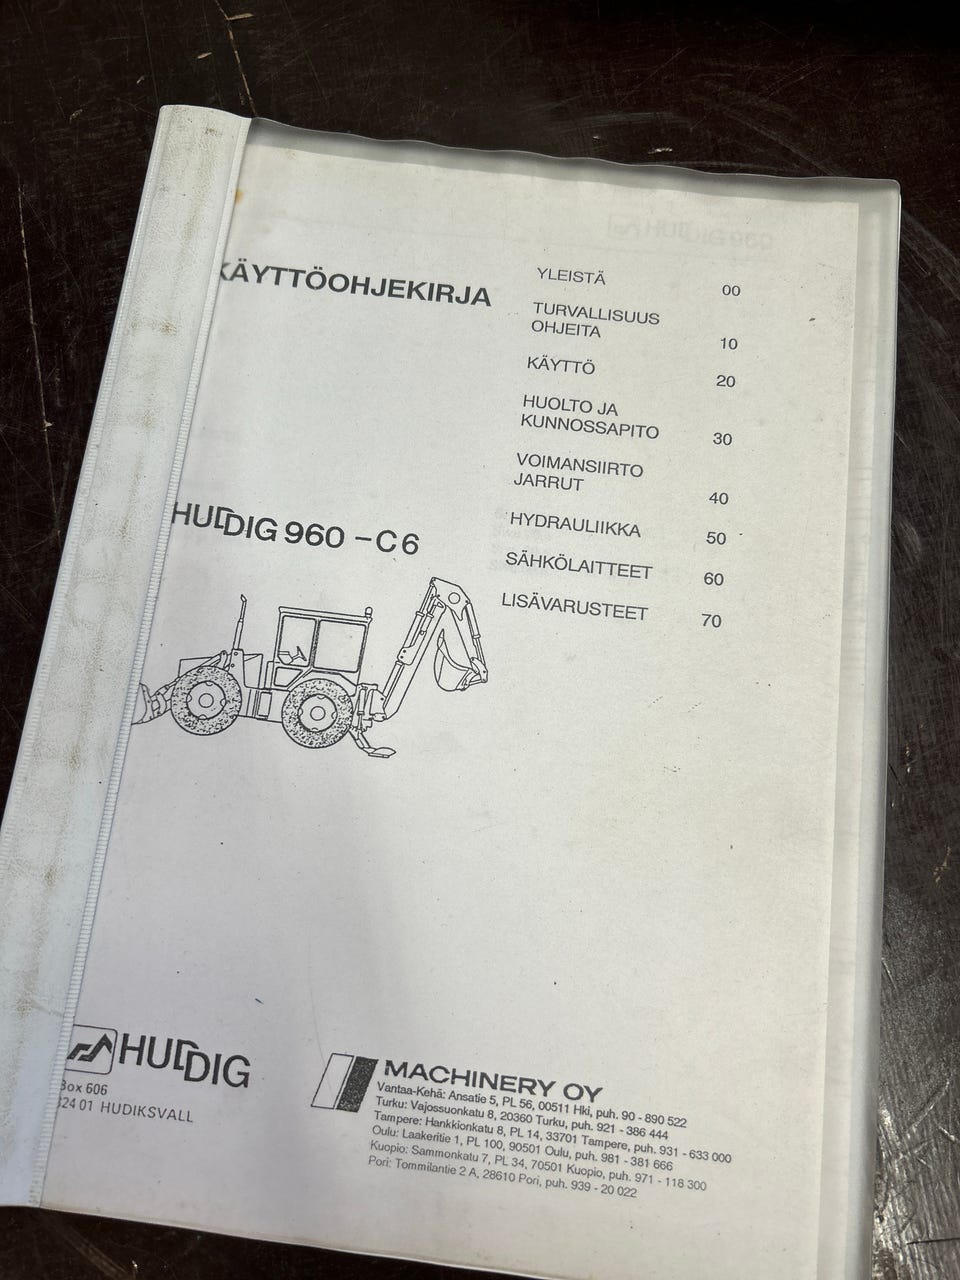 KÄYTTÖOHJEKIRJA
YLEISTÄ 00
TURVALLISUUS
OHJEITA 10
KÄYTTÖ 20
HUOLTO JA
KUNNOSSAPITO 30
VOIMANSIIRTO
JARRUT 40
HYDRAULIIKKA 50
SÄHKÖLAITTEET 60
LISÄVARUSTEET 70
HUDDIG 960 - C6
HUDDIG
Box 606
824 01 HUDIKSVALL
MACHINERY OY
Vantaa-Kehä: Ansatie 5, PL 56, 00511 Hki, puh. 90 - 890 522
Turku: Vajossuonkatu 8, 20360 Turku, puh. 921 - 386 444
Tampere: Hankkionkatu 8, PL 14, 33701 Tampere, puh. 931 - 633 000
Oulu: Laakeritie 1, PL 100, 90501 Oulu, puh. 981 - 381 666
Kuopio: Sammonkatu 7, PL 34, 70501 Kuopio, puh. 971 - 118 300
Pori: Tommilantie 2 A, 28610 Pori, puh. 939 - 20 022